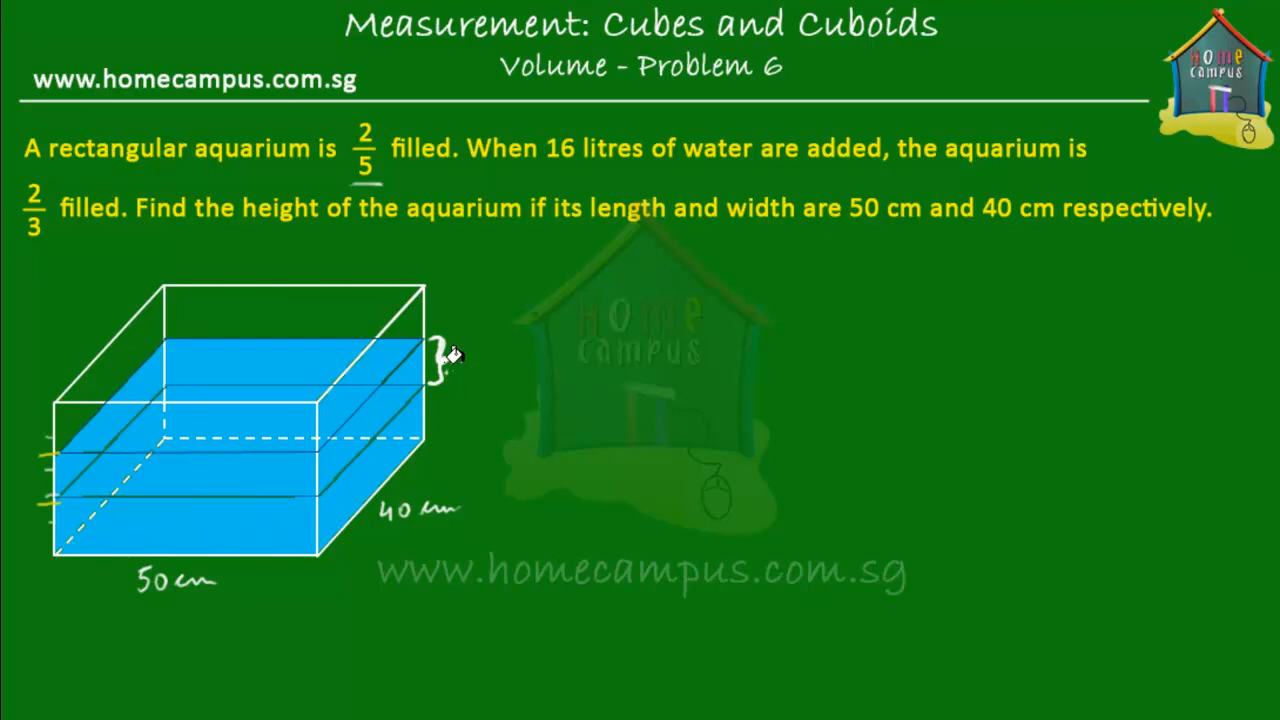 Measurement: Cubes and Cuboids
Volume - Problem 6
www.homecampus.com.sg
HOme
campus
A rectangular aquarium is 2/5 filled. When 16 litres of water are added, the aquarium is
2/3 filled. Find the height of the aquarium if its length and width are 50 cm and 40 cm respectively.
HOme
campus
40 cm
50 cm
www.homecampus.com.sg